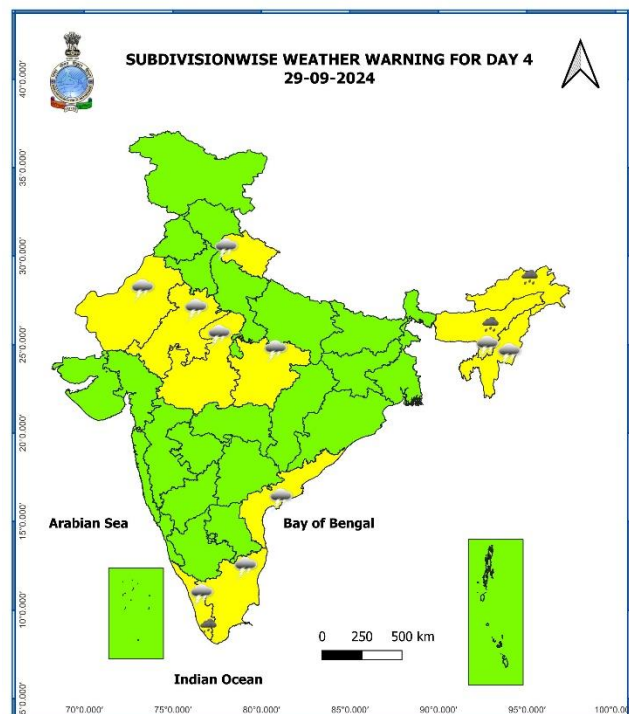 SUBDIVISIONWISE WEATHER WARNING FOR DAY 4
29-09-2024
40°0.000'
35°0.000'
30°0.000'
25°0.000'
20°0.000'
15°0.000'
10°0.000'
5°0.000'
Arabian Sea
Bay of Bengal
0 250 500 km
Indian Ocean
70°0.000' 75°0.000' 80°0.000' 85°0.000' 90°0.000' 95°0.000' 100°0.000